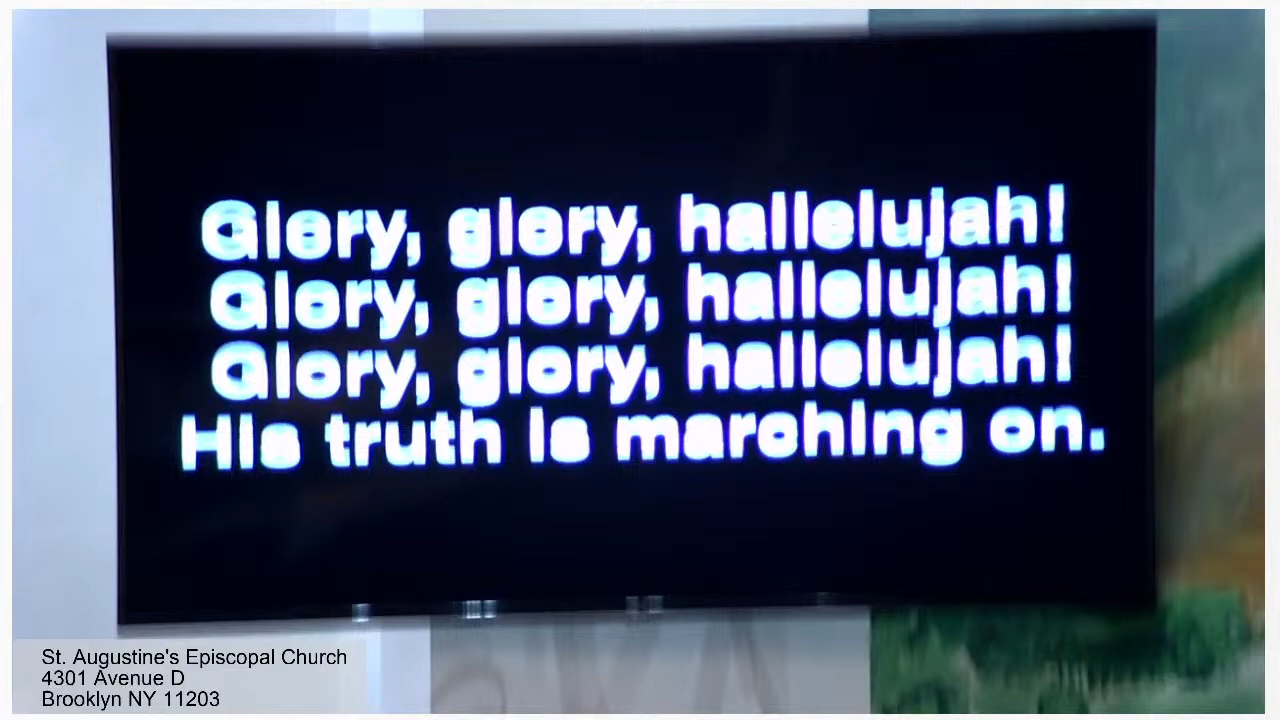 Glory, glory, hallelujah!
Glory, glory, hallelujah!
Glory, glory, hallelujah!
His truth is marching on.
St. Augustine's Episcopal Church
4301 Avenue D
Brooklyn NY 11203